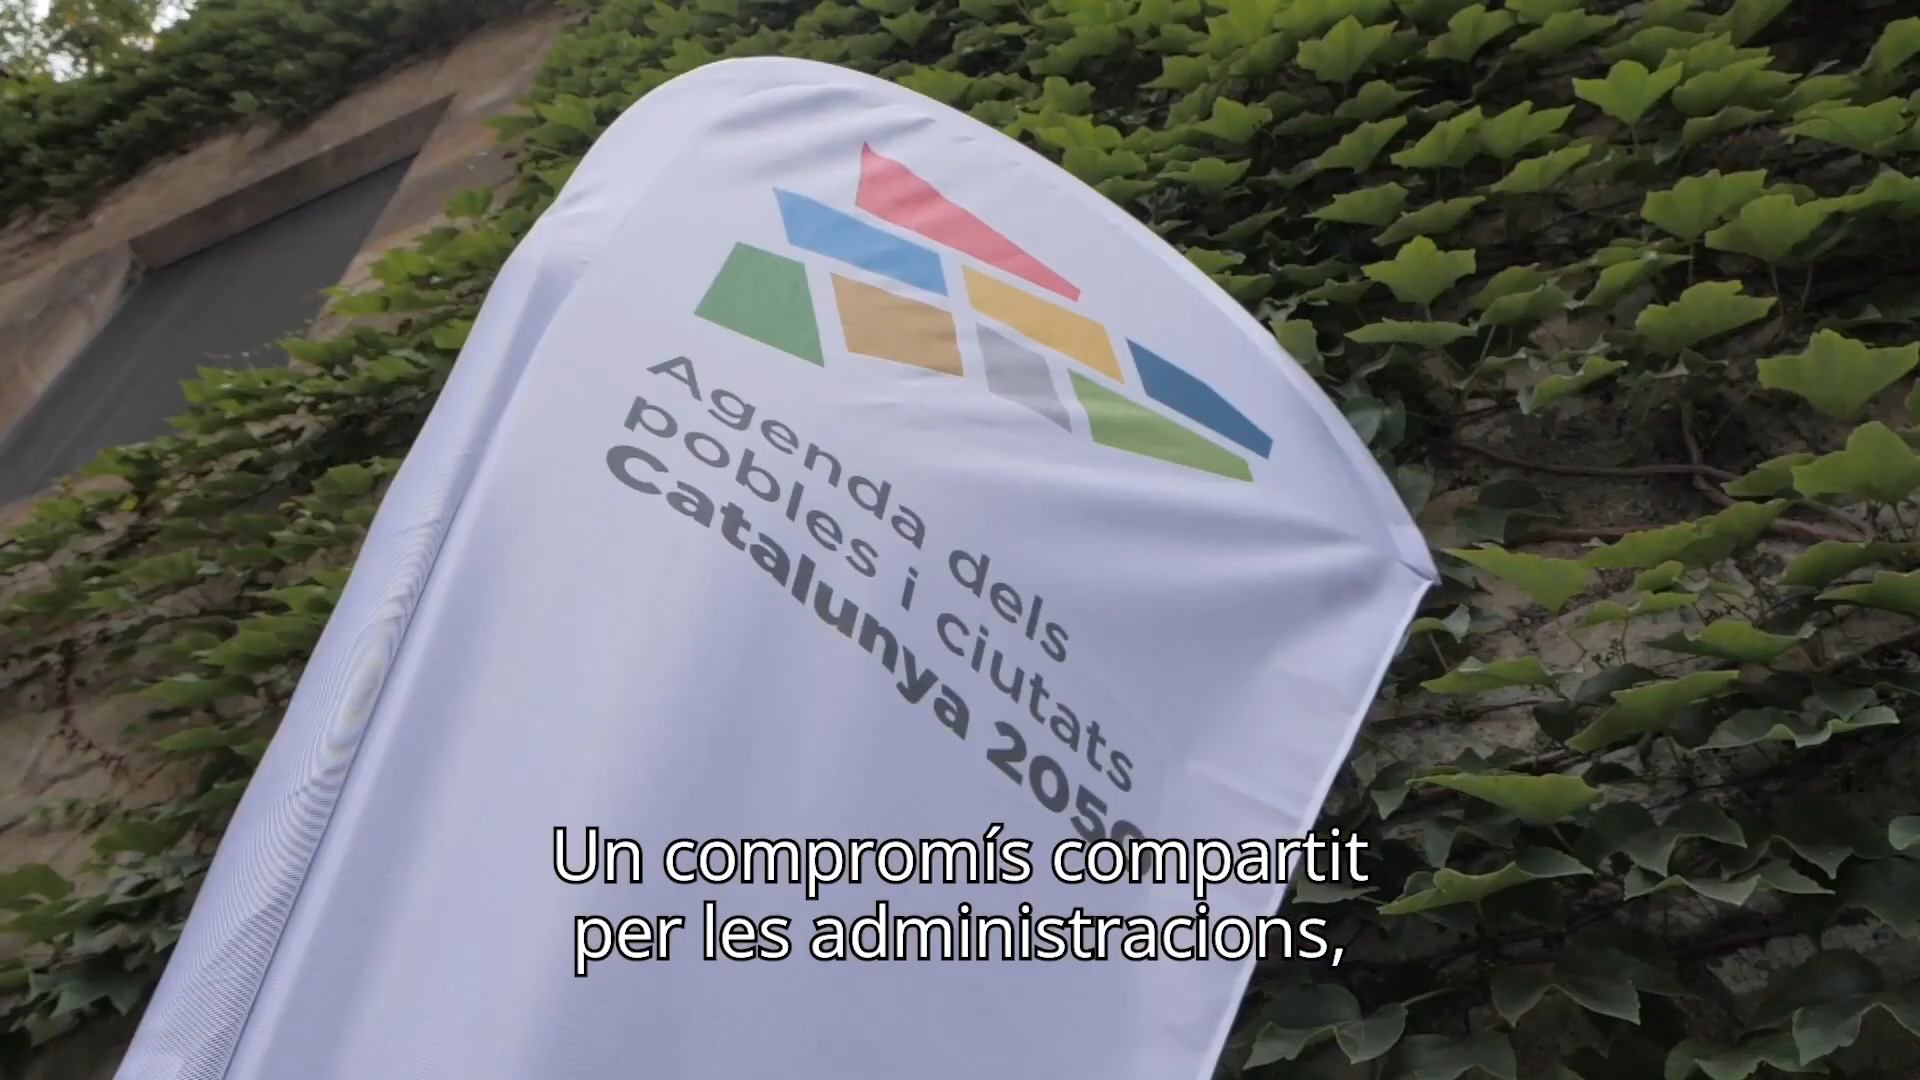 Agenda dels
pobles i ciutats
Catalunya 2050
Un compromís compartit
per les administracions,